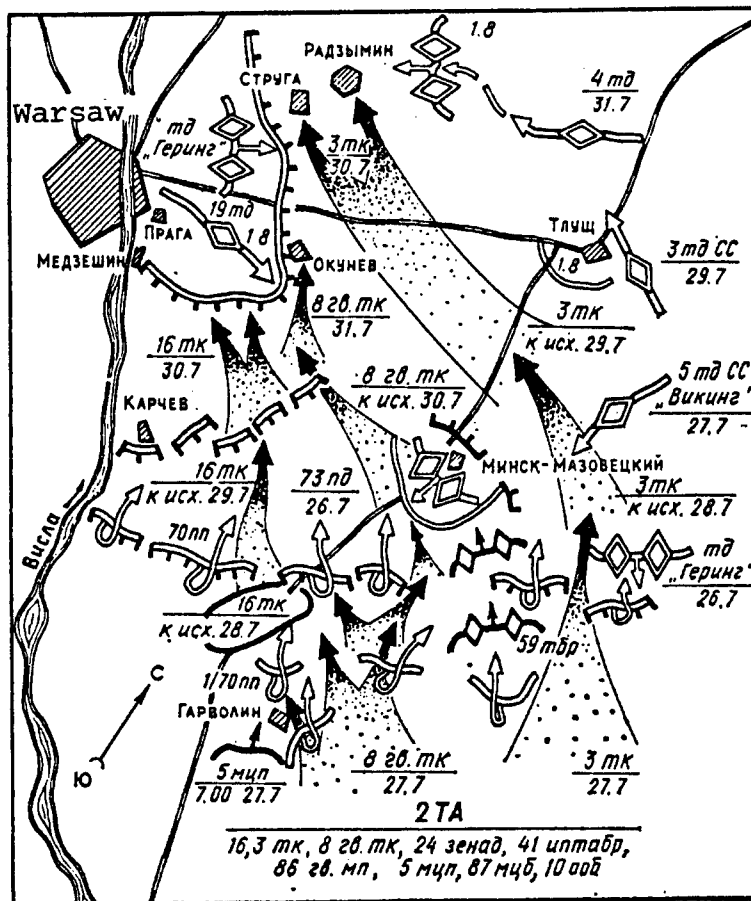 1.8
РАДЗЫМИН
СТРУГА
4 тд
31.7
Warsaw
тд
„Геринг"
3 тк
30.7
19 тд
1.8
ПРАГА
МЕДЗЕШИН
ОКУНЕВ
ТЛУЩ
1.8
3 тд СС
29.7
8 гв. тк
31.7
3 тк
к исх. 29.7
16 тк
30.7
8 гв. тк
к исх. 30.7
5 тд СС
„Викинг"
27.7
КАРЧЕВ
МИНСК-МАЗОВЕЦКИЙ
16 тк
к исх. 29.7
73 пд
26.7
3 тк
к исх. 28.7
Висла
70 пп
тд
„Геринг"
26.7
16 тк
к исх. 28.7
59 тбр
1/70 пп
ГАРВОЛИН
С
Ю
5 мцп
7.00 27.7
8 гв. тк
27.7
3 тк
27.7
2ТА
16,3 тк, 8 гв. тк, 24 зенад, 41 иптабр,
86 гв. мп, 5 мцп, 87 мцб, 10 ооб